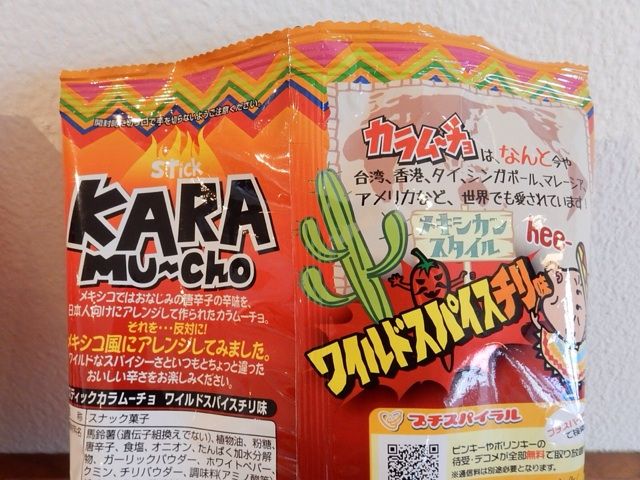 開封時に切り口で手を切らないようご注意ください。
Stick
KARA
MU~CHO
メキシコではおなじみの唐辛子の辛味を、
日本人向けにアレンジして作られたカラムーチョ。
それを…反対に!
メキシコ風にアレンジしてみました。
ワイルドなスパイシーさといつもとちょっと違った
おいしい辛さをお楽しみください。
ティックカラムーチョ ワイルドスパイスチリ味
称 スナック菓子
馬鈴薯(遺伝子組換えでない)、植物油、粉糖、
唐辛子、食塩、オニオン、たんぱく加水分解
物、ガーリックパウダー、ホワイトペパー、
クミン、チリパウダー、調味料(アミノ酸等)
カラムーチョは、なんと今や
台湾、香港、タイ、シンガポール、マレーシア、
アメリカなど、世界でも愛されています!
メキシカン
スタイル
hee-
ワイルドスパイスチリ味
プチスパイラル
ピンキーやポリンキーの
待受・デコメが全部無料で取り放題
※通信料は別途必要となります。